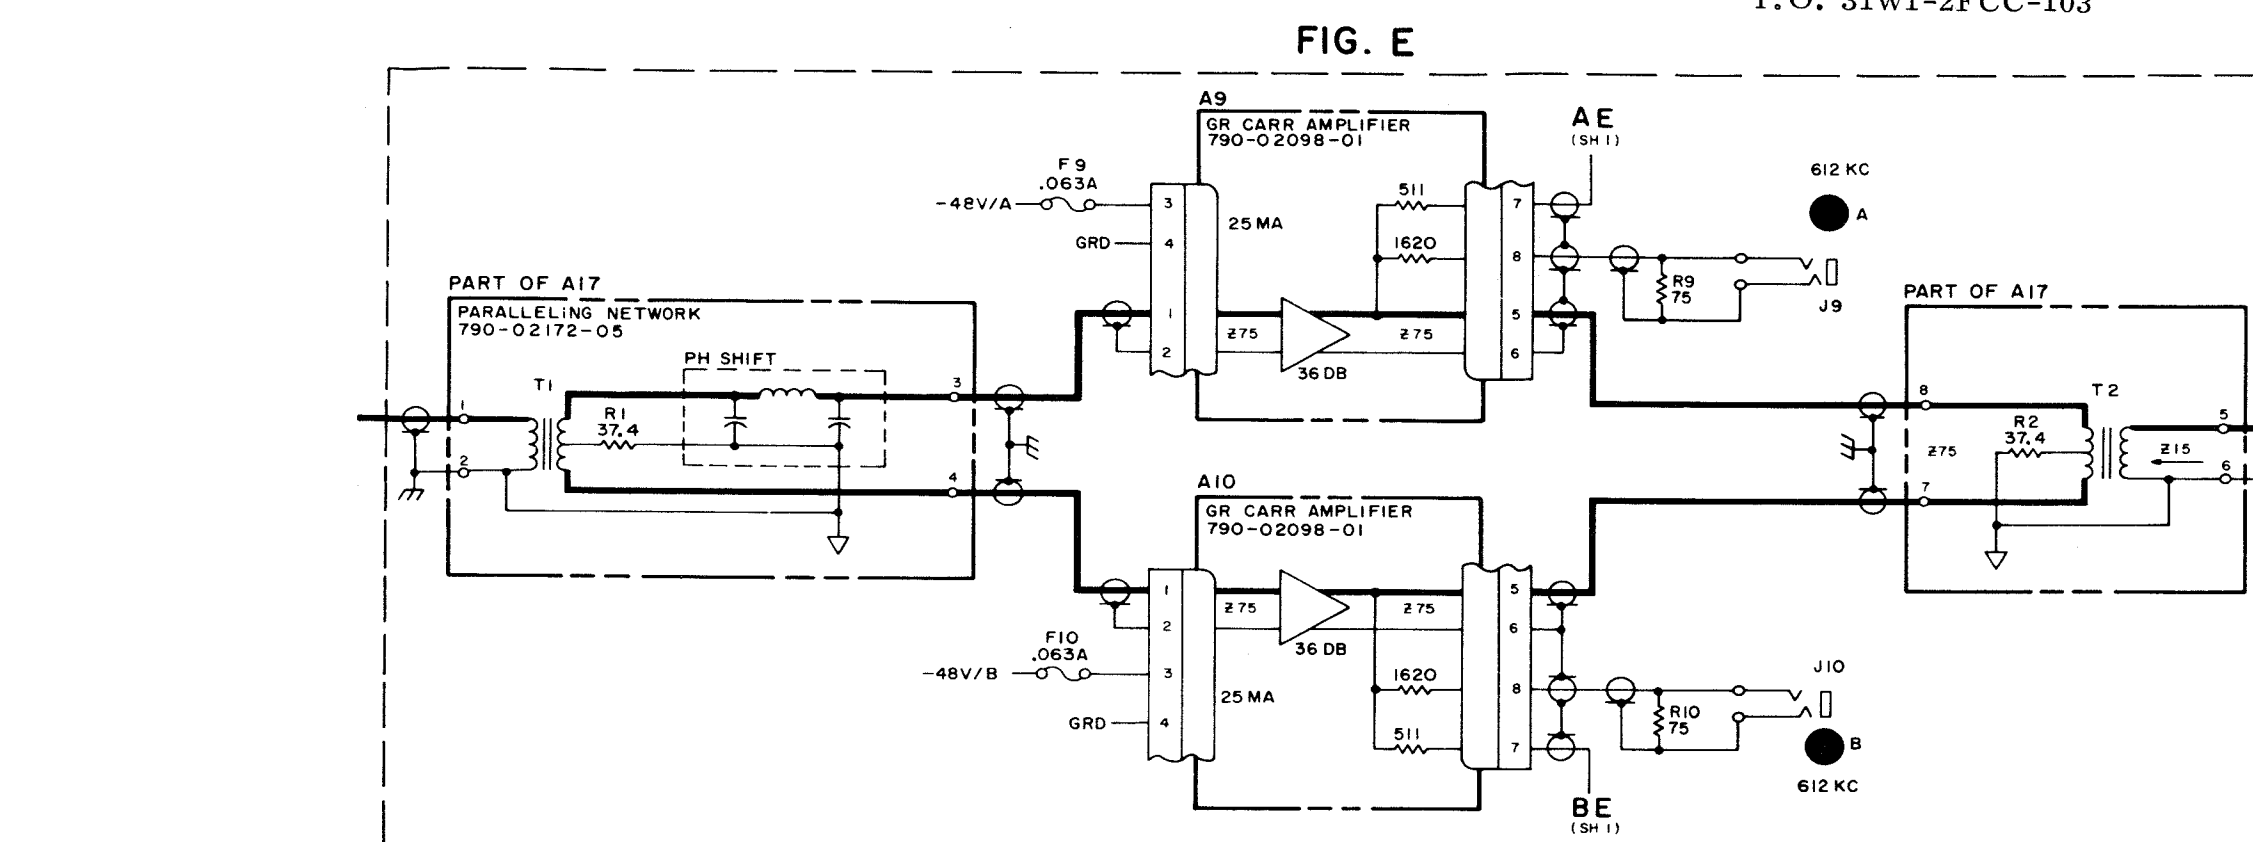 T.O. 31W1-2FCC-103
FIG. E
A9
GR CARR AMPLIFIER
790-02098-01
AE
(SH 1)
F9
.063A
-48V/A
3
25 MA
GRD
4
511
7
1620
8
612 KC
A
R9
75
J9
PART OF A17
PARALLELING NETWORK
790-02172-05
1
Z75
36 DB
Z75
5
2
6
PART OF A17
PH SHIFT
T1
R1
37.4
3
1
2
4
8
T2
R2
37.4
5
Z75
Z15
6
7
A10
GR CARR AMPLIFIER
790-02098-01
1
Z75
36 DB
Z75
5
2
6
F10
.063A
-48V/B
3
25 MA
GRD
4
1620
8
511
7
J10
R10
75
B
612 KC
BE
(SH 1)